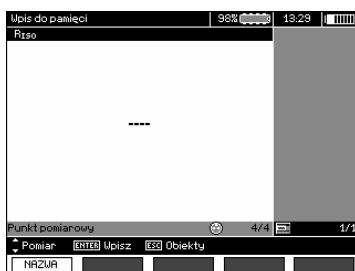 Wpis do pamięci 98% 13:29
RISO
----
Punkt pomiarowy 4/4 1/1
Pomiar ENTER Wpisz ESC Obiekty
NAZWA